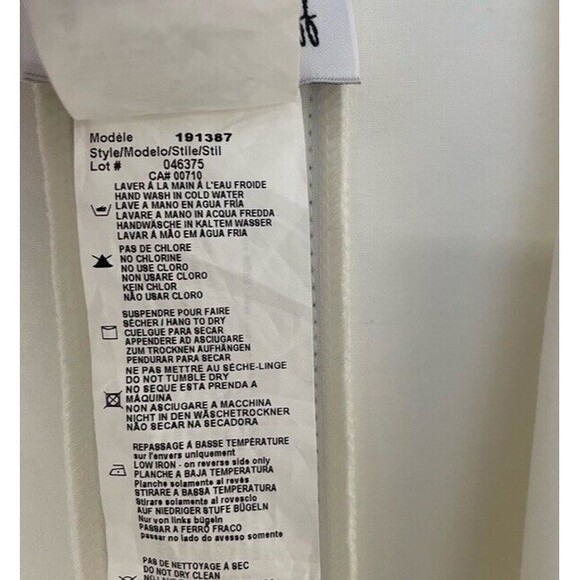 Modèle 191387
Style/Modelo/Stile/Stil
Lot # 046375
CA# 00710
LAVER À LA MAIN À L'EAU FROIDE
HAND WASH IN COLD WATER
LAVE A MANO EN AGUA FRÍA
LAVARE A MANO IN ACQUA FREDDA
HANDWÄSCHE IN KALTEM WASSER
LAVAR Á MÃO EM ÁGUA FRIA
PAS DE CHLORE
NO CHLORINE
NO USE CLORO
NON USARE CLORO
KEIN CHLOR
NÃO USAR CLORO
SUSPENDRE POUR FAIRE
SÉCHER / HANG TO DRY
CUELGUE PARA SECAR
APPENDERE AD ASCIUGARE
ZUM TROCKNEN AUFHÄNGEN
PENDURAR PARA SECAR
NE PAS METTRE AU SÈCHE-LINGE
DO NOT TUMBLE DRY
NO SEQUE ESTA PRENDA A
MÁQUINA
NON ASCIUGARE A MACCHINA
NICHT IN DEN WÄSCHETROCKNER
NÃO SECAR NA SECADORA
REPASSAGE À BASSE TEMPÉRATURE
sur l'envers uniquement
LOW IRON - on reverse side only
PLANCHE A BAJA TEMPERATURA
Planche solamente al revés
STIRARE A BASSA TEMPERATURA
Stirare solamente al rovescio
AUF NIEDRIGER STUFE BÜGELN
Nur von links bügeln
PASSAR A FERRO FRACO
passar no lado do avesso somente
PAS DE NETTOYAGE À SEC
DO NOT DRY CLEAN